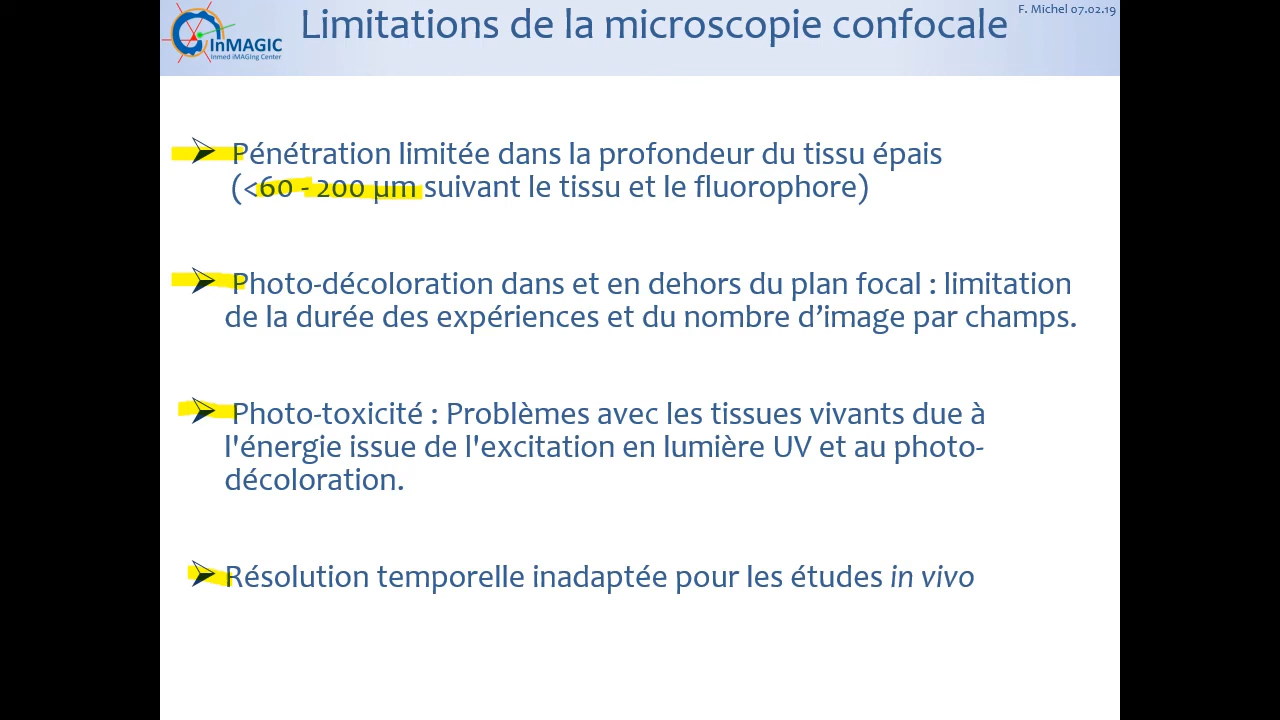 InMAGIC
Inmed iMAGing Center
Limitations de la microscopie confocale
F. Michel 07.02.19
Pénétration limitée dans la profondeur du tissu épais
(<60 - 200 µm suivant le tissu et le fluorophore)
Photo-décoloration dans et en dehors du plan focal : limitation
de la durée des expériences et du nombre d’image par champs.
Photo-toxicité : Problèmes avec les tissues vivants due à
l'énergie issue de l'excitation en lumière UV et au photo-
décoloration.
Résolution temporelle inadaptée pour les études in vivo